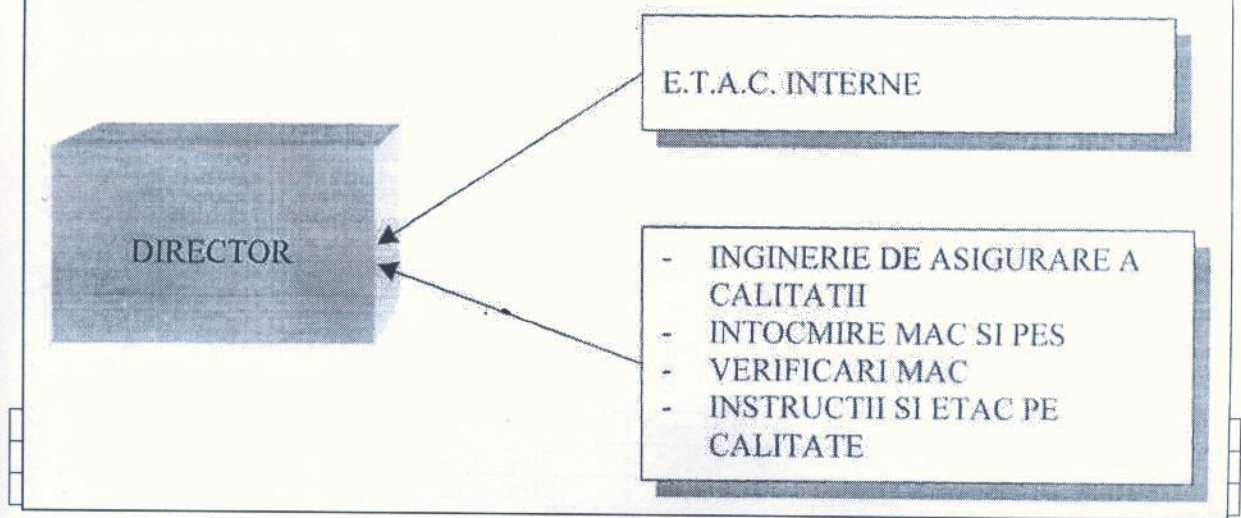 E.T.A.C. INTERNE
DIRECTOR
- INGINERIE DE ASIGURARE A
CALITATII
- INTOCMIRE MAC SI PES
- VERIFICARI MAC
- INSTRUCTII SI ETAC PE
CALITATE